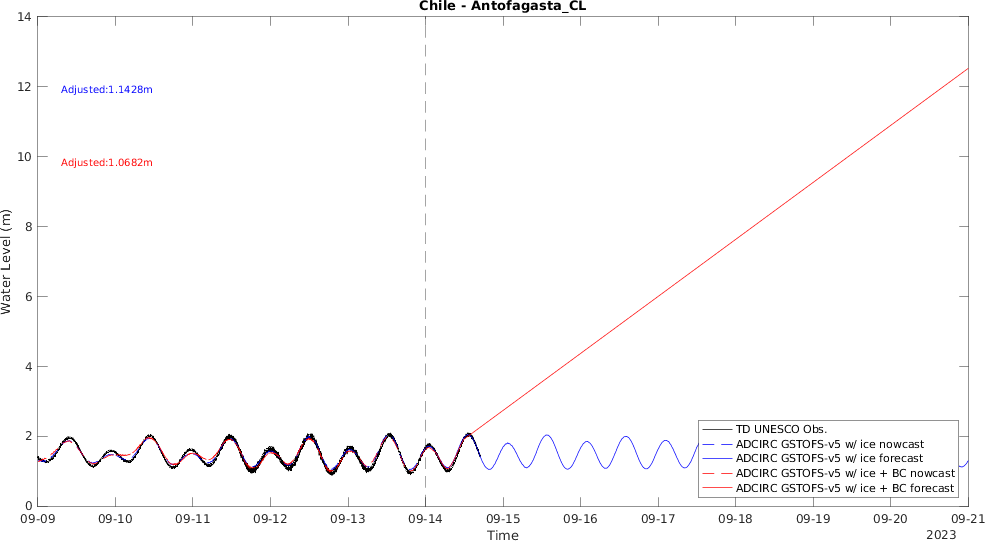 Chile - Antofagasta_CL
14
12
10
8
6
4
2
0
Water Level (m)
Adjusted:1.1428m
Adjusted:1.0682m
TD UNESCO Obs.
ADCIRC GSTOFS-v5 w/ ice nowcast
ADCIRC GSTOFS-v5 w/ ice forecast
ADCIRC GSTOFS-v5 w/ ice + BC nowcast
ADCIRC GSTOFS-v5 w/ ice + BC forecast
09-09 09-10 09-11 09-12 09-13 09-14 09-15 09-16 09-17 09-18 09-19 09-20 09-21
Time
2023